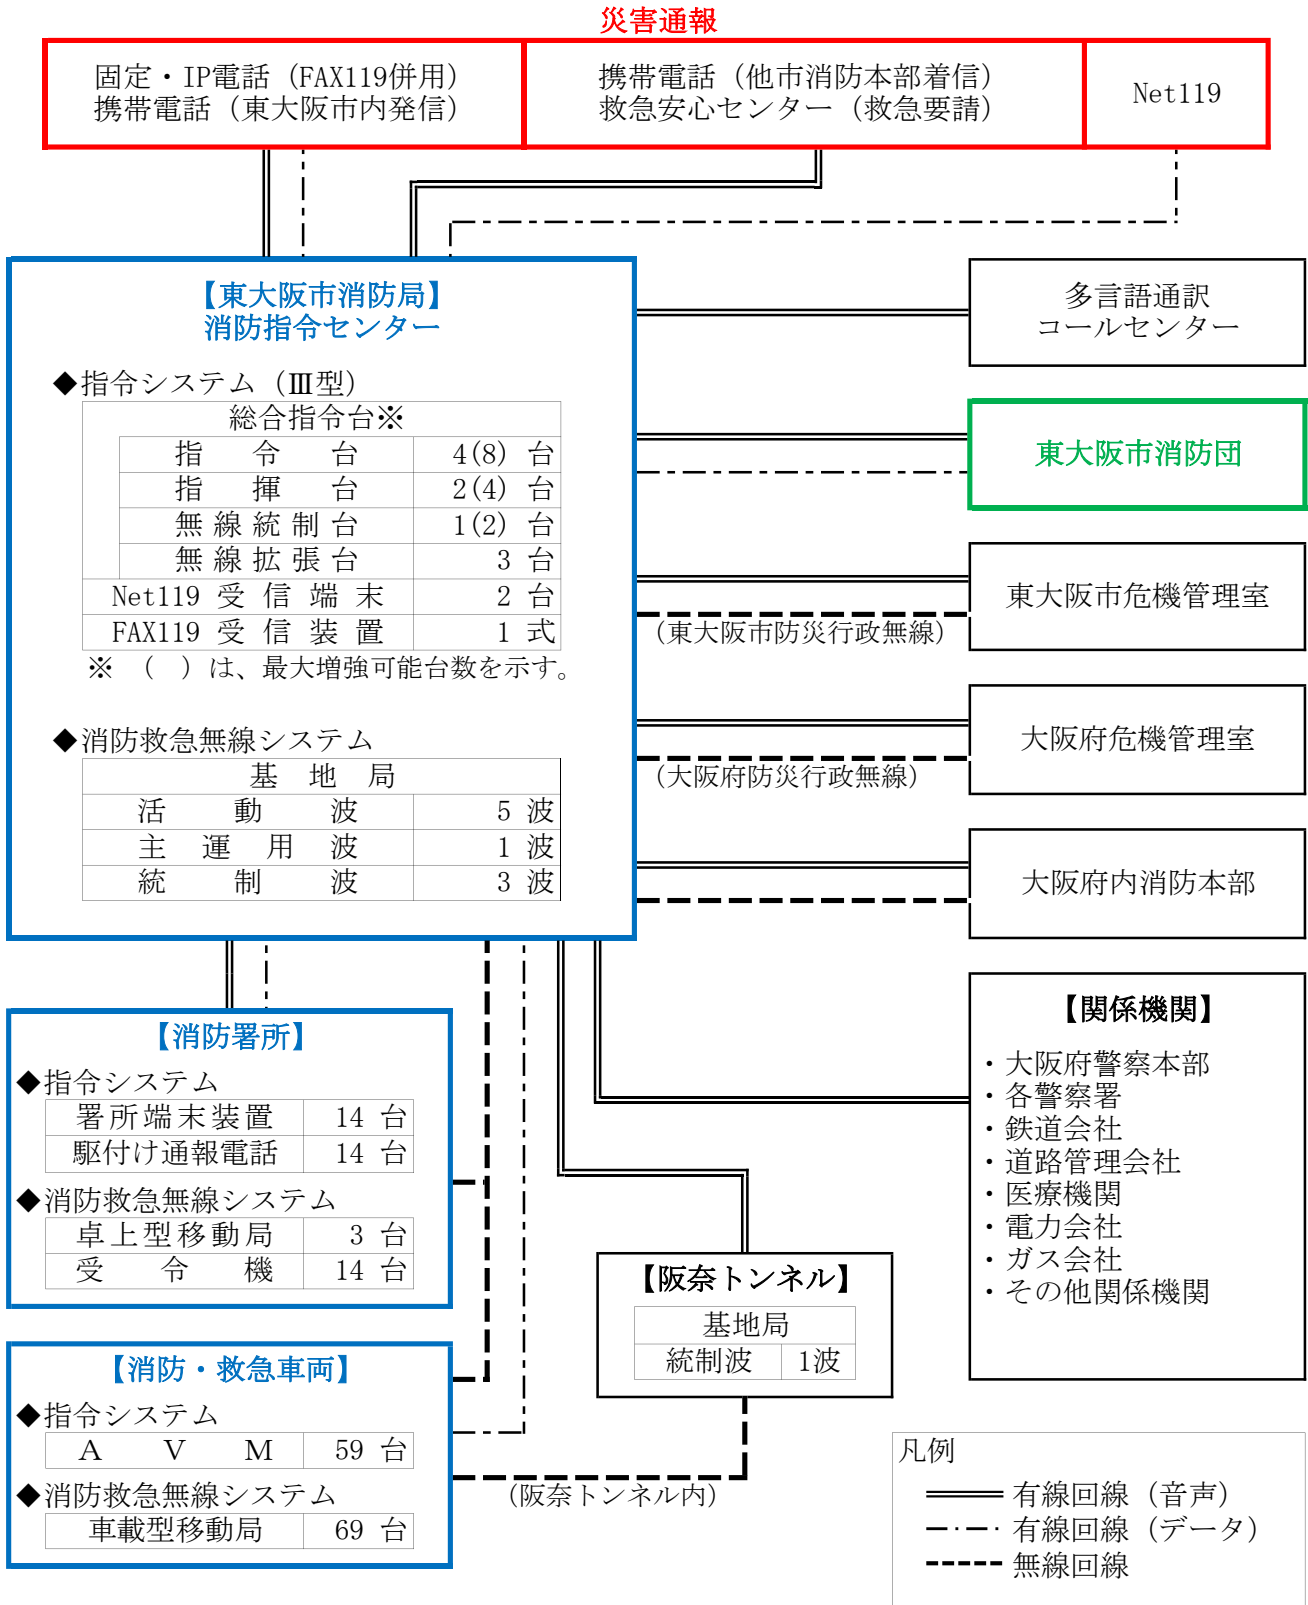 災害通報
固定・IP電話（FAX119併用）
携帯電話（東大阪市内発信）
携帯電話（他市消防本部着信）
救急安心センター（救急要請）
Net119
【東大阪市消防局】
消防指令センター
◆指令システム（Ⅲ型）
総合指令台※
指令台 4(8) 台
指揮台 2(4) 台
無線統制台 1(2) 台
無線拡張台 3 台
Net119 受信端末 2 台
FAX119 受信装置 1 式
※ （ ）は、最大増強可能台数を示す。
◆消防救急無線システム
基地局
活動波 5 波
主運用波 1 波
統制波 3 波
多言語通訳
コールセンター
東大阪市消防団
東大阪市危機管理室
（東大阪市防災行政無線）
大阪府危機管理室
（大阪府防災行政無線）
大阪府内消防本部
【消防署所】
◆指令システム
署所端末装置 14 台
駆付け通報電話 14 台
◆消防救急無線システム
卓上型移動局 3 台
受令機 14 台
【消防・救急車両】
◆指令システム
ＡＶＭ 59 台
◆消防救急無線システム
車載型移動局 69 台
【阪奈トンネル】
基地局
統制波 1波
（阪奈トンネル内）
【関係機関】
・大阪府警察本部
・各警察署
・鉄道会社
・道路管理会社
・医療機関
・電力会社
・ガス会社
・その他関係機関
凡例
有線回線（音声）
有線回線（データ）
無線回線